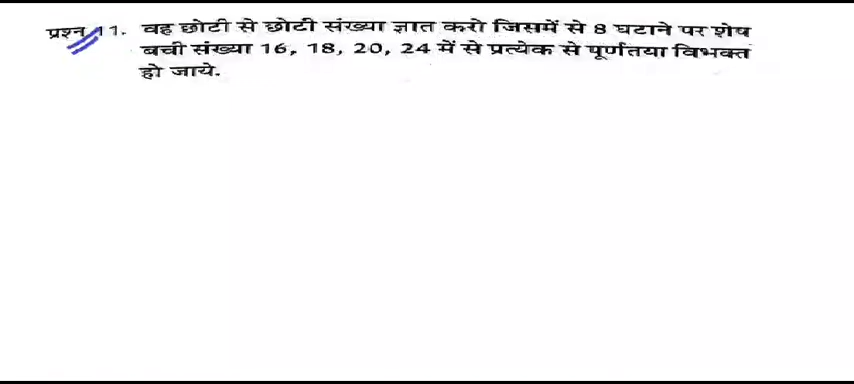 प्रश्न 11. वह छोटी से छोटी संख्या ज्ञात करो जिसमें से 8 घटाने पर शेष
बची संख्या 16, 18, 20, 24 में से प्रत्येक से पूर्णतया विभक्त
हो जाये.